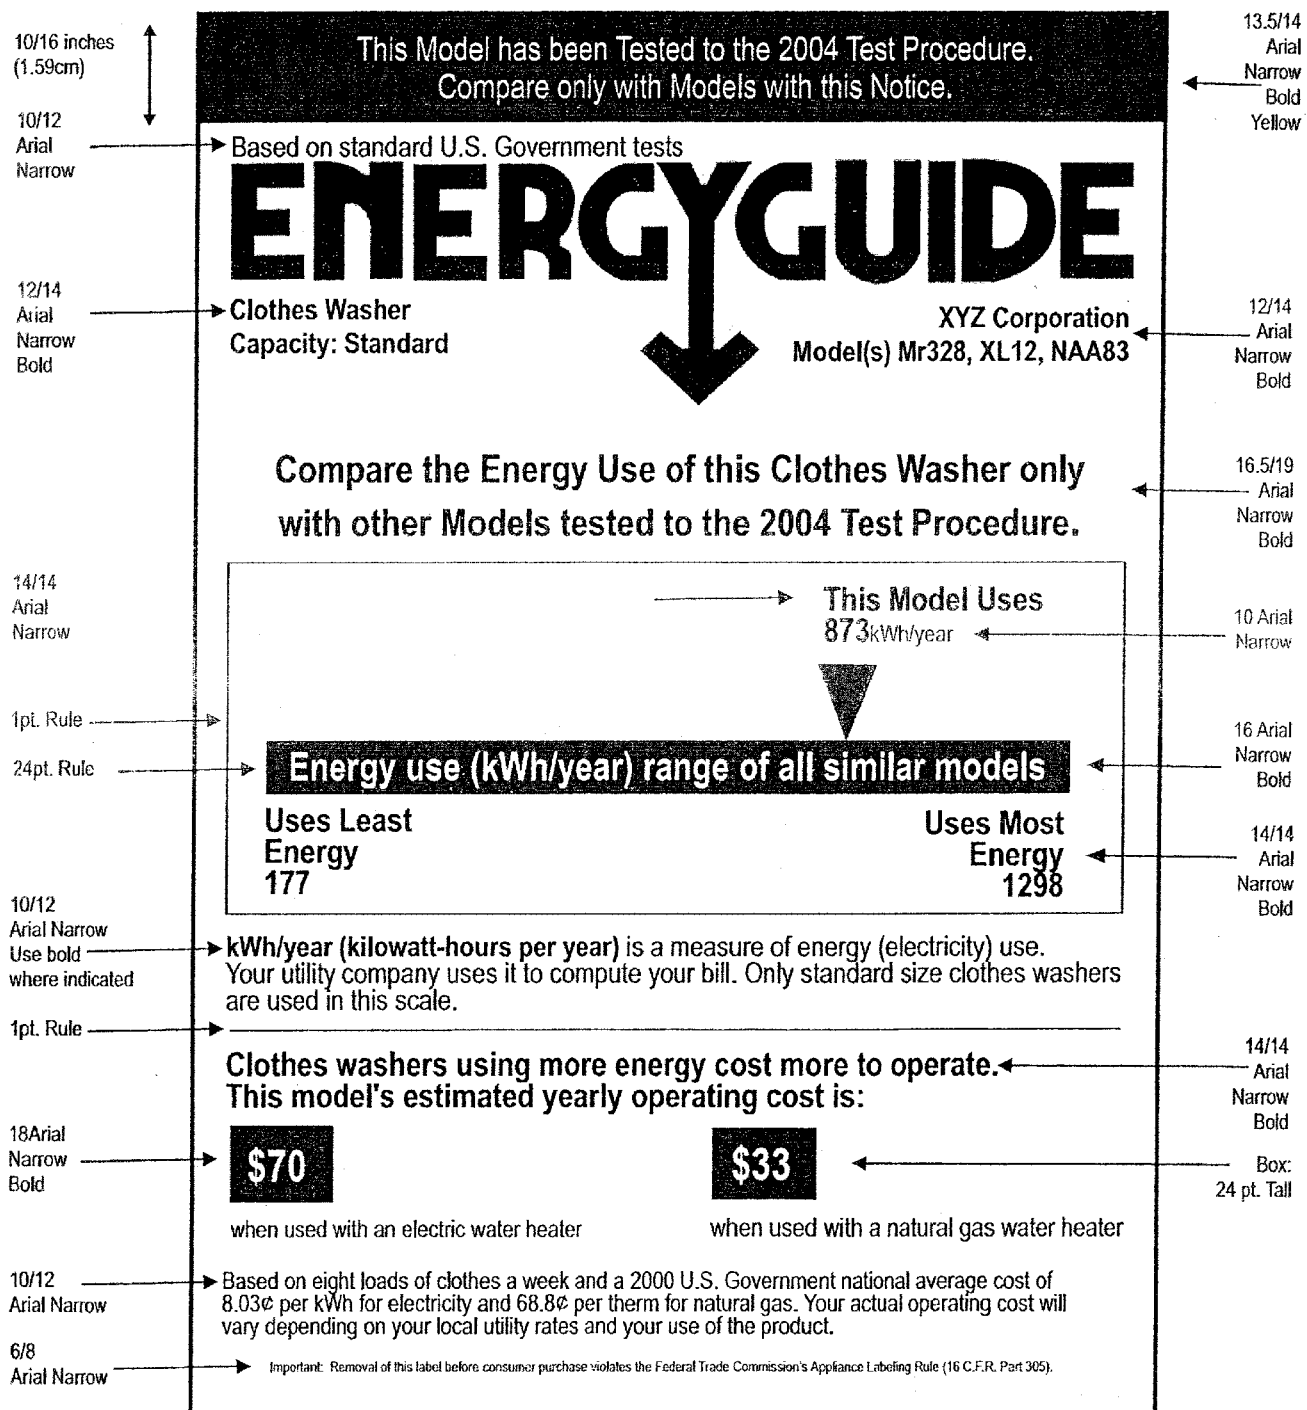 10/16 inches
(1.59cm)
This Model has been Tested to the 2004 Test Procedure.
Compare only with Models with this Notice.
13.5/14
Arial
Narrow
Bold
Yellow
10/12
Arial
Narrow
Based on standard U.S. Government tests
ENERGYGUIDE
12/14
Arial
Narrow
Bold
Clothes Washer
Capacity: Standard
XYZ Corporation
Model(s) Mr328, XL12, NAA83
12/14
Arial
Narrow
Bold
Compare the Energy Use of this Clothes Washer only
with other Models tested to the 2004 Test Procedure.
16.5/19
Arial
Narrow
Bold
14/14
Arial
Narrow
This Model Uses
873kWh/year
10 Arial
Narrow
1pt. Rule
24pt. Rule
Energy use (kWh/year) range of all similar models
16 Arial
Narrow
Bold
Uses Least
Energy
177
Uses Most
Energy
1298
14/14
Arial
Narrow
Bold
10/12
Arial Narrow
Use bold
where indicated
kWh/year (kilowatt-hours per year) is a measure of energy (electricity) use.
Your utility company uses it to compute your bill. Only standard size clothes washers
are used in this scale.
1pt. Rule
Clothes washers using more energy cost more to operate.
This model's estimated yearly operating cost is:
14/14
Arial
Narrow
Bold
18Arial
Narrow
Bold
$70
$33
Box:
24 pt. Tall
when used with an electric water heater
when used with a natural gas water heater
10/12
Arial Narrow
Based on eight loads of clothes a week and a 2000 U.S. Government national average cost of
8.03¢ per kWh for electricity and 68.8¢ per therm for natural gas. Your actual operating cost will
vary depending on your local utility rates and your use of the product.
6/8
Arial Narrow
Important: Removal of this label before consumer purchase violates the Federal Trade Commission's Appliance Labeling Rule (16 C.F.R. Part 305).